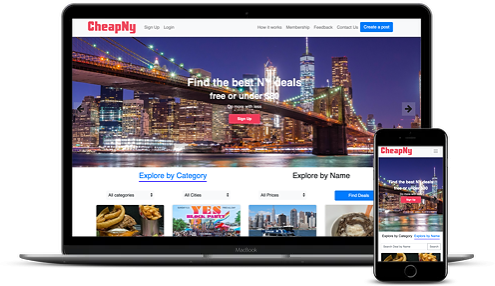 CheapNy
Sign Up Login
How it works Membership Feedback Contact Us Create a post
Find the best NY deals
free or under $20
Do more with less
Sign Up
Explore by Category
Explore by Name
All categories
All Cities
All Prices
Find Deals
YES
BLOCK PARTY!
MacBook
CheapNy
Find the best NY deals
free or under $20
Sign Up
Explore by Category Explore by Name
Search Deal by Name
Search